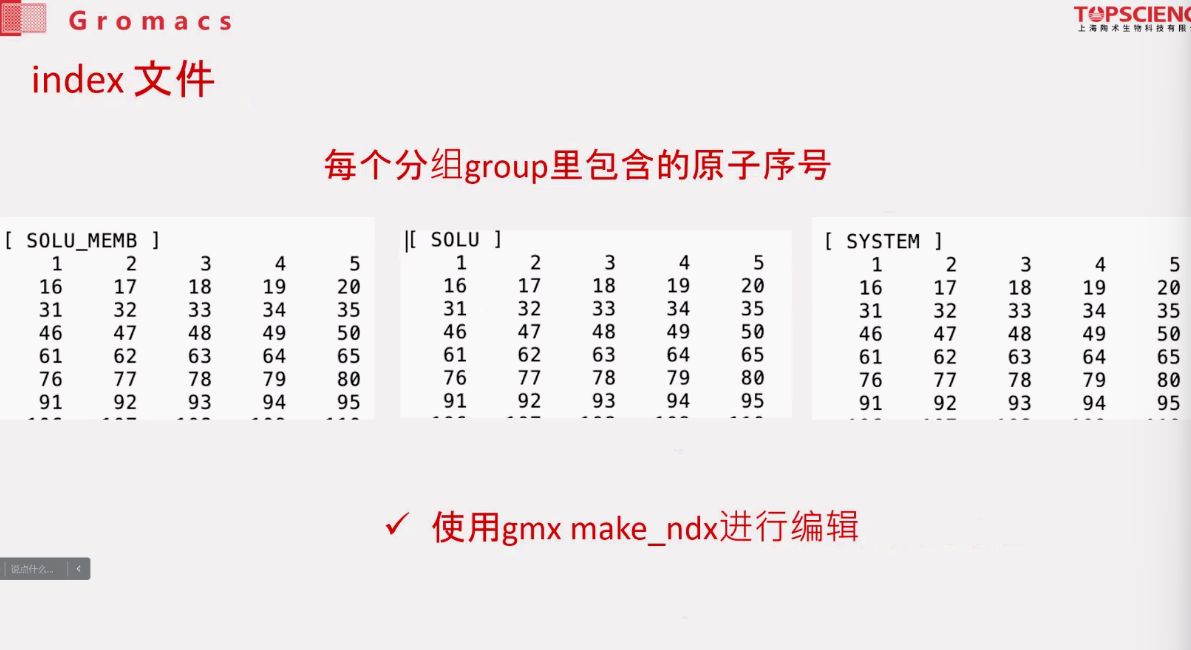 Gromacs
TOPSCIENC
上海陶术生物科技有限
index 文件
每个分组group里包含的原子序号
[ SOLU_MEMB ]
1 2 3 4 5
16 17 18 19 20
31 32 33 34 35
46 47 48 49 50
61 62 63 64 65
76 77 78 79 80
91 92 93 94 95
[ SOLU ]
1 2 3 4 5
16 17 18 19 20
31 32 33 34 35
46 47 48 49 50
61 62 63 64 65
76 77 78 79 80
91 92 93 94 95
[ SYSTEM ]
1 2 3 4 5
16 17 18 19 20
31 32 33 34 35
46 47 48 49 50
61 62 63 64 65
76 77 78 79 80
91 92 93 94 95
✓ 使用gmx make_ndx进行编辑
说点什么...